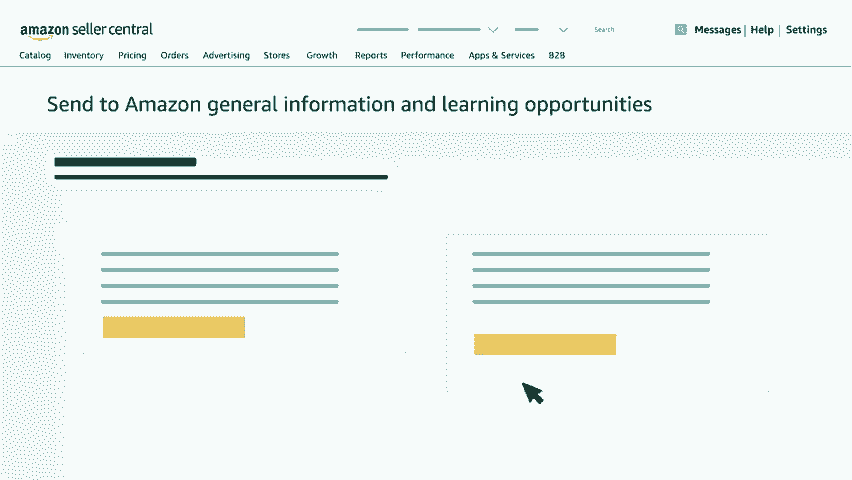 amazon seller central
Search
Messages | Help | Settings
Catalog Inventory Pricing Orders Advertising Stores Growth Reports Performance Apps & Services B2B
Send to Amazon general information and learning opportunities